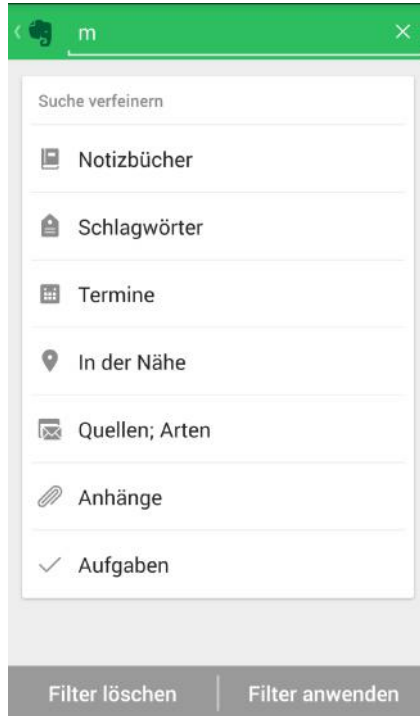 m
Suche verfeinern
Notizbücher
Schlagwörter
Termine
In der Nähe
Quellen; Arten
Anhänge
Aufgaben
Filter löschen
Filter anwenden